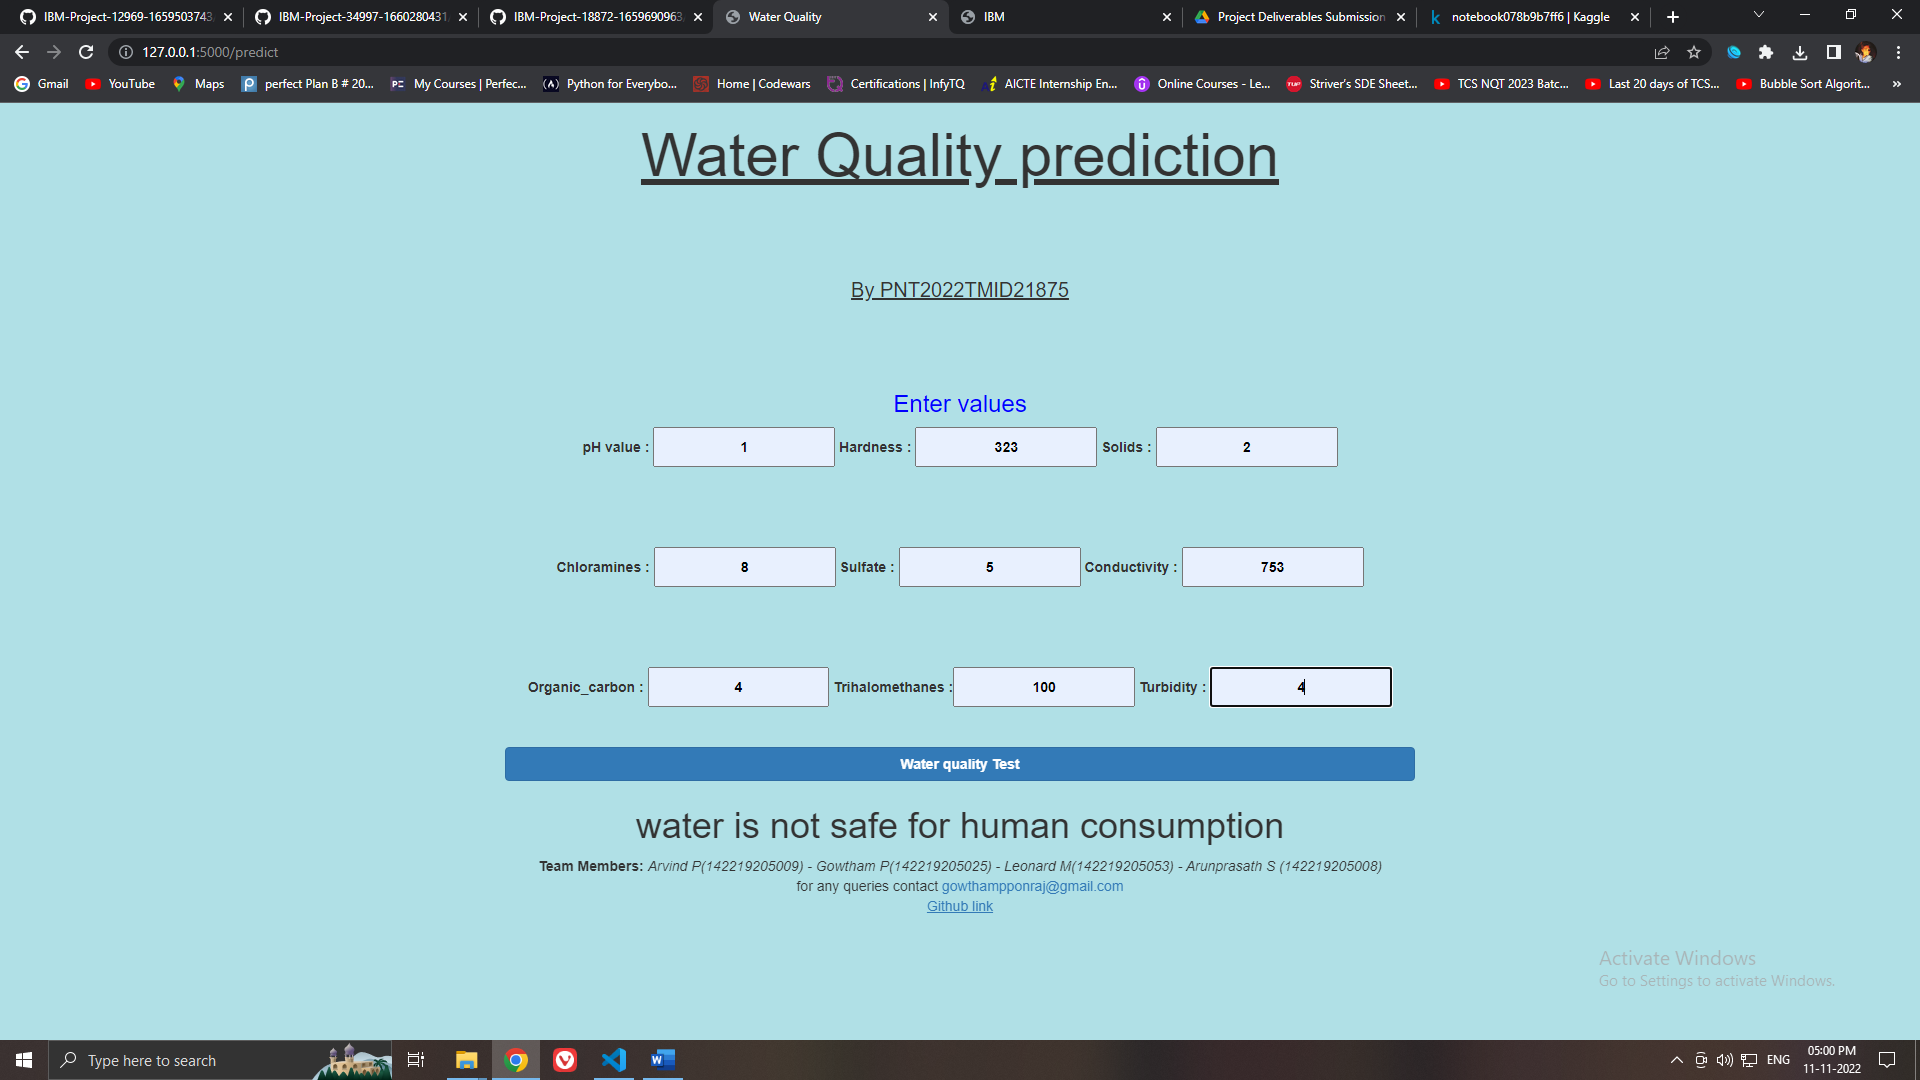 IBM-Project-12969-1659503743 IBM-Project-34997-1660280431 IBM-Project-18872-1659690963 Water Quality IBM Project Deliverables Submission notebook078b9b7ff6 | Kaggle
127.0.0.1:5000/predict
Gmail YouTube Maps perfect Plan B # 20... My Courses | Perfec... Python for Everybo... Home | Codewars Certifications | InfyTQ AICTE Internship En... Online Courses - Le... Striver's SDE Sheet... TCS NQT 2023 Batc... Last 20 days of TCS... Bubble Sort Algorit... »
Water Quality prediction
By PNT2022TMID21875
Enter values
pH value : 1 Hardness : 323 Solids : 2
Chloramines : 8 Sulfate : 5 Conductivity : 753
Organic_carbon : 4 Trihalomethanes : 100 Turbidity : 4
Water quality Test
water is not safe for human consumption
Team Members: Arvind P(142219205009) - Gowtham P(142219205025) - Leonard M(142219205053) - Arunprasath S (142219205008)
for any queries contact gowthampponraj@gmail.com
Github link
Activate Windows
Go to Settings to activate Windows.
Type here to search
ENG
05:00 PM
11-11-2022